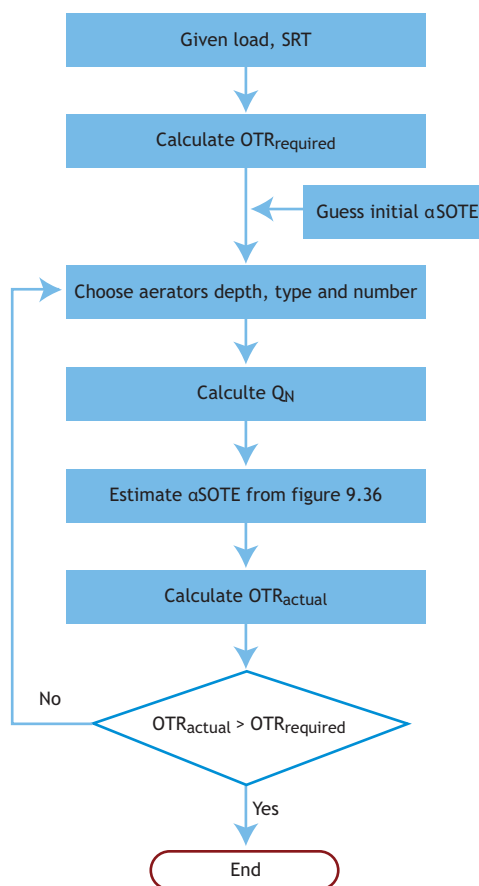 Given load, SRT
Calculate OTRrequired
Guess initial αSOTE
Choose aerators depth, type and number
Calculte QN
Estimate αSOTE from figure 9.36
Calculate OTRactual
No
OTRactual > OTRrequired
Yes
End